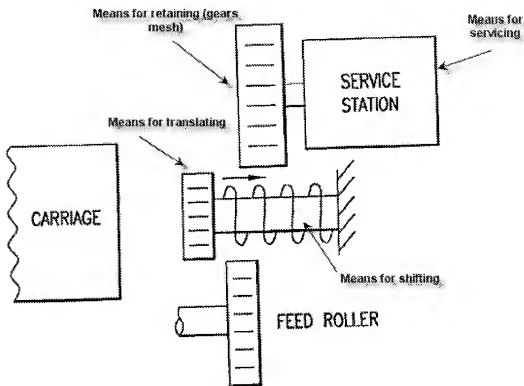 Means for retaining (gears
mesh)
Means for
servicing
SERVICE
STATION
Means for translating
CARRIAGE
Means for shifting
FEED ROLLER